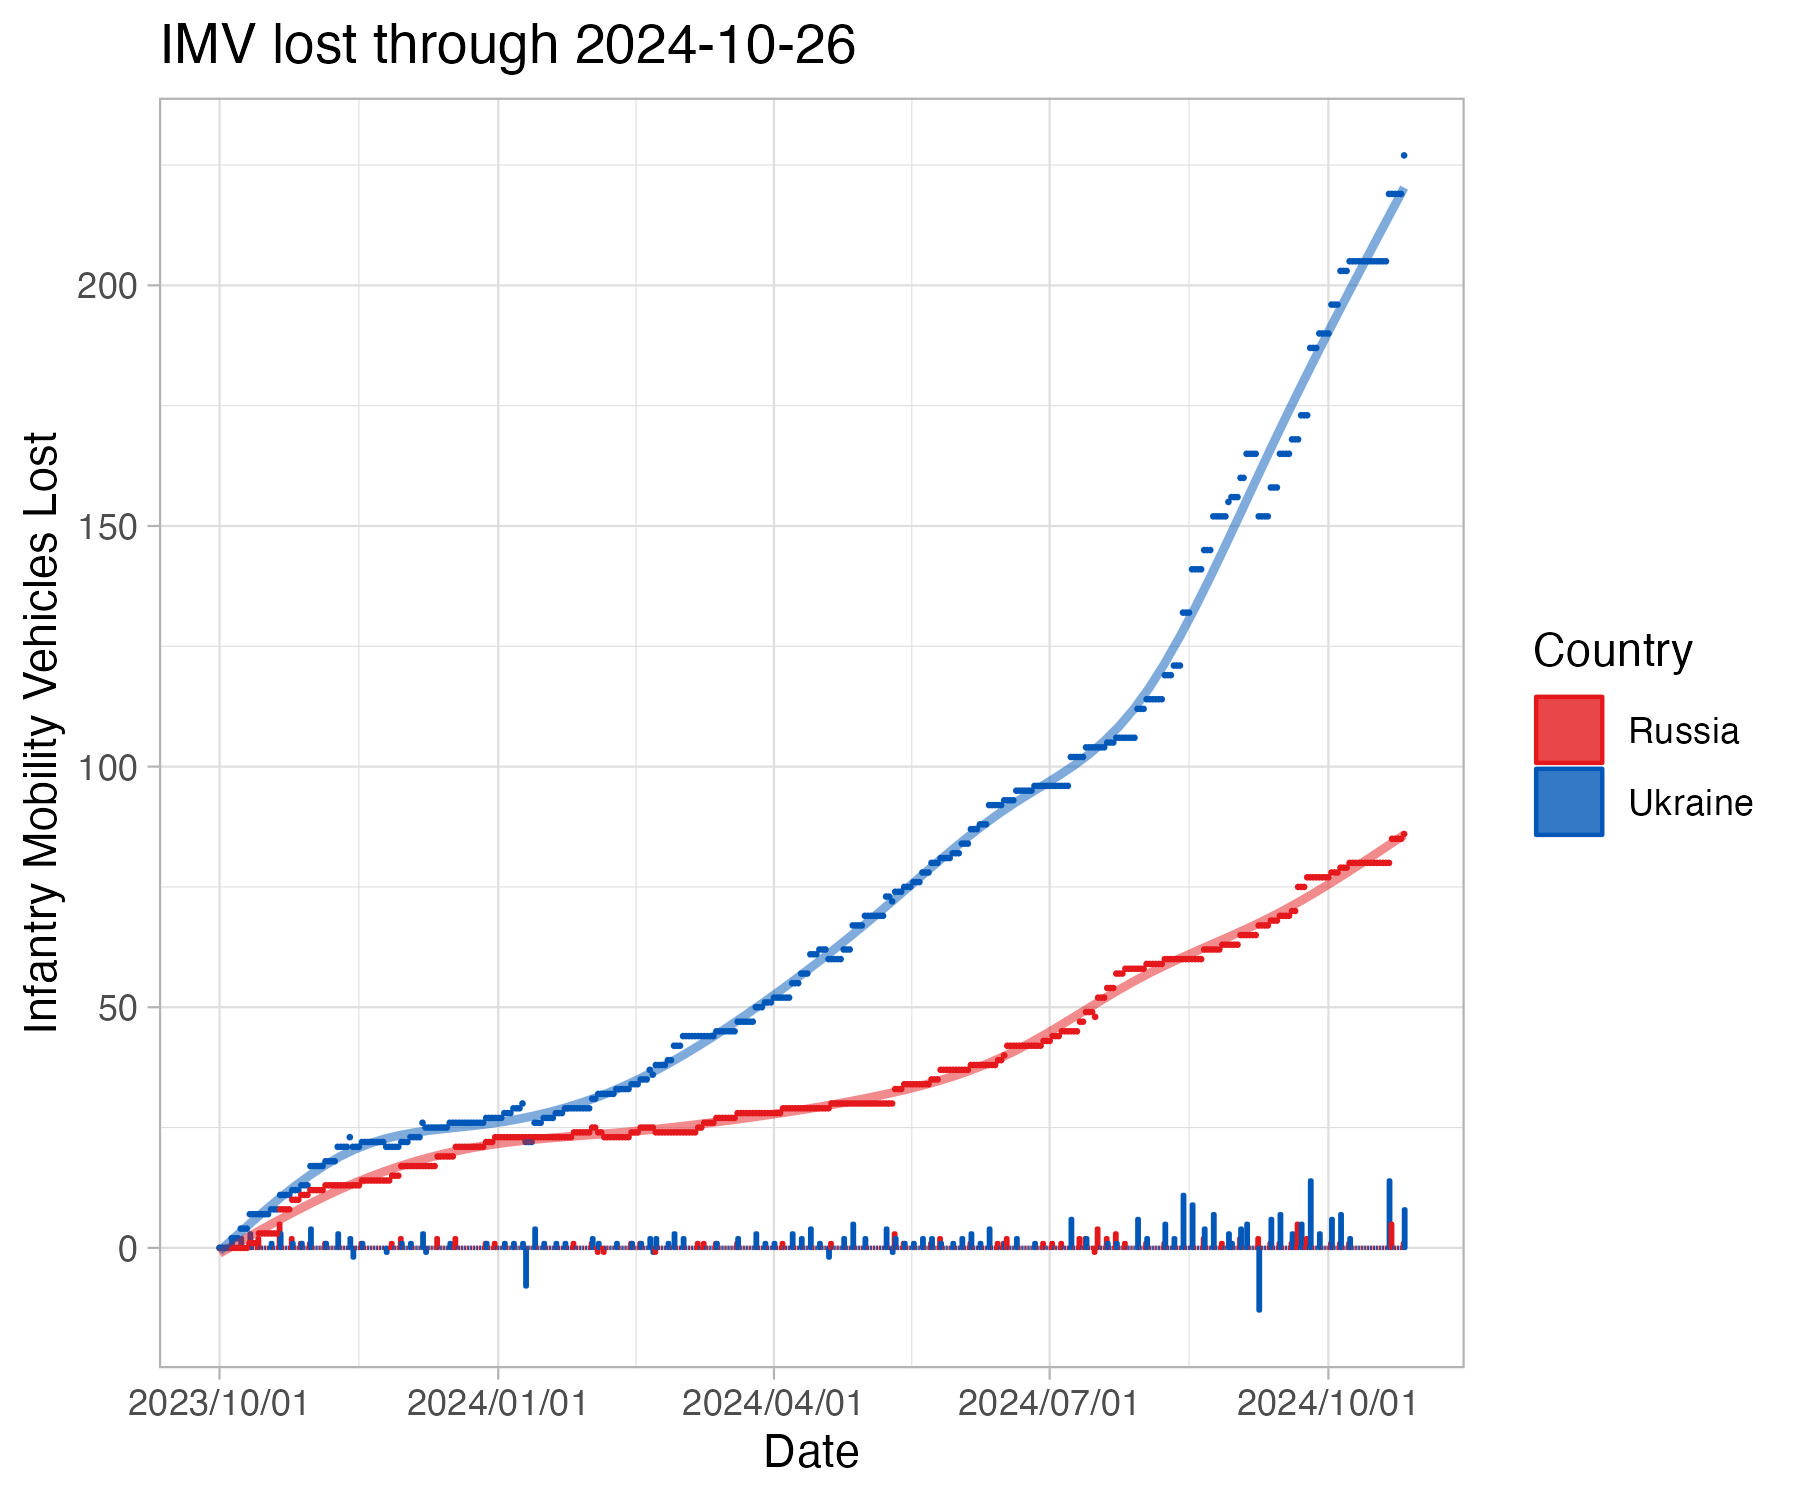 IMV lost through 2024-10-26
Infantry Mobility Vehicles Lost
200
150
100
50
0
2023/10/01
2024/01/01
2024/04/01
2024/07/01
2024/10/01
Date
Country
Russia
Ukraine